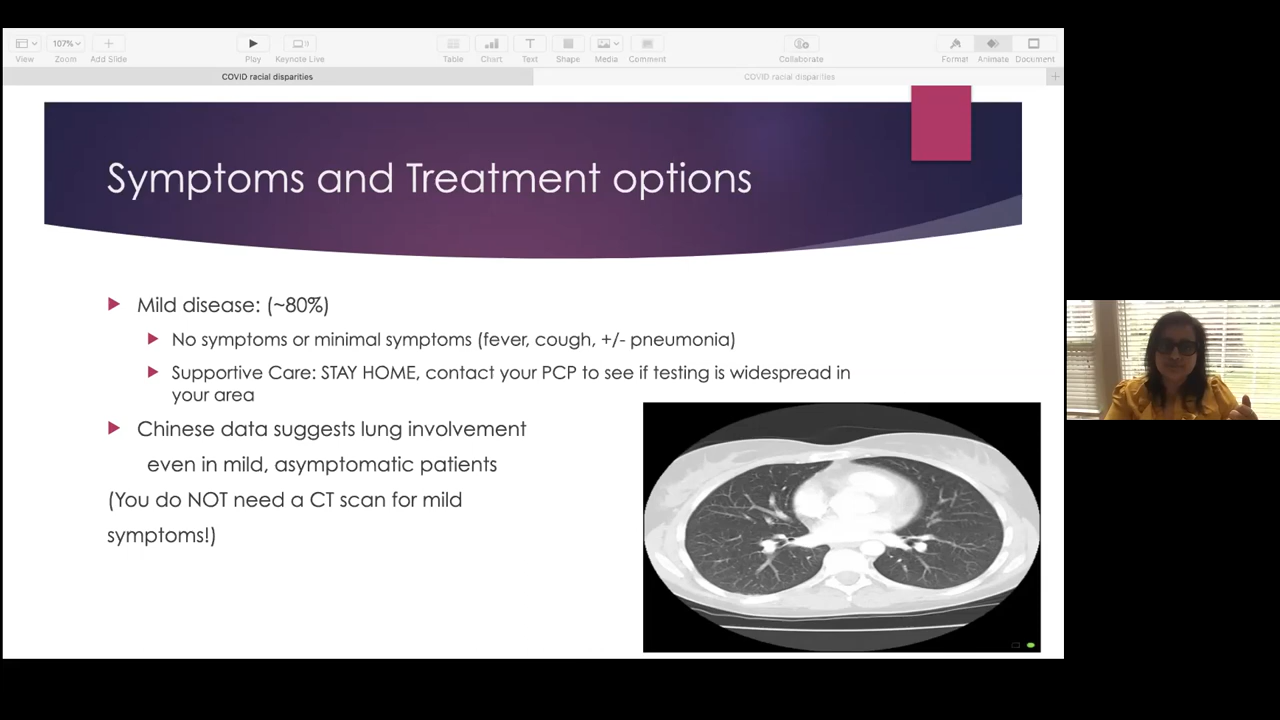 View
107%
Zoom
Add Slide
Play
Keynote Live
Table
Chart
Text
Shape
Media
Comment
Collaborate
Format
Animate
Document
COVID racial disparities
COVID racial disparities
Symptoms and Treatment options
Mild disease: (~80%)
No symptoms or minimal symptoms (fever, cough, +/- pneumonia)
Supportive Care: STAY HOME, contact your PCP to see if testing is widespread in
your area
Chinese data suggests lung involvement
even in mild, asymptomatic patients
(You do NOT need a CT scan for mild
symptoms!)